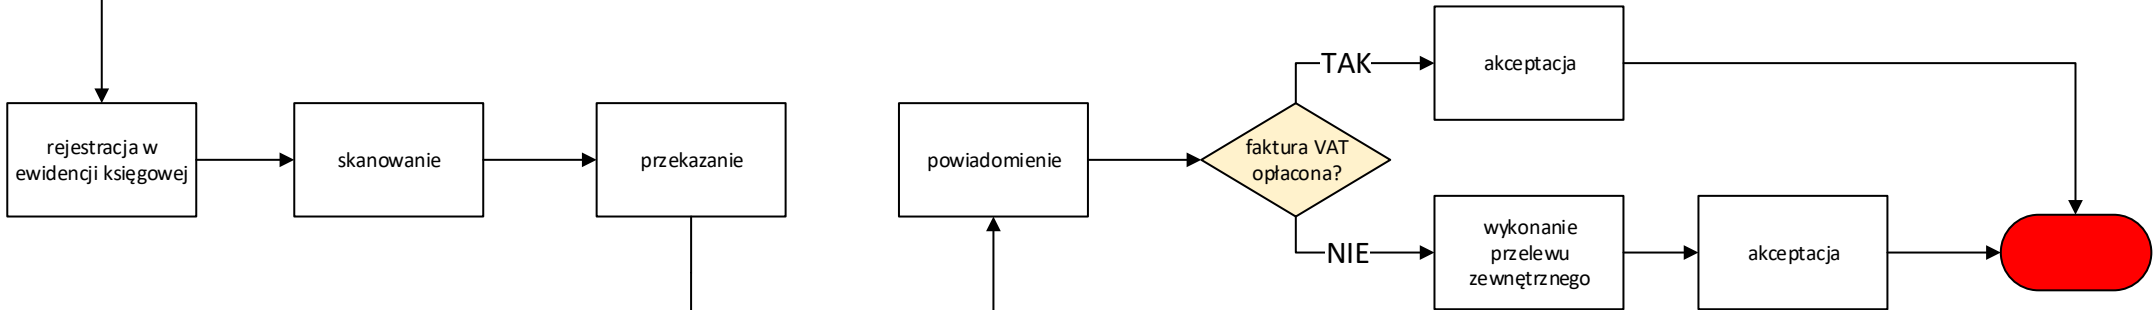 rejestracja w
ewidencji księgowej
skanowanie
przekazanie
powiadomienie
faktura VAT
opłacona?
TAK
akceptacja
NIE
wykonanie
przelewu
zewnętrznego
akceptacja